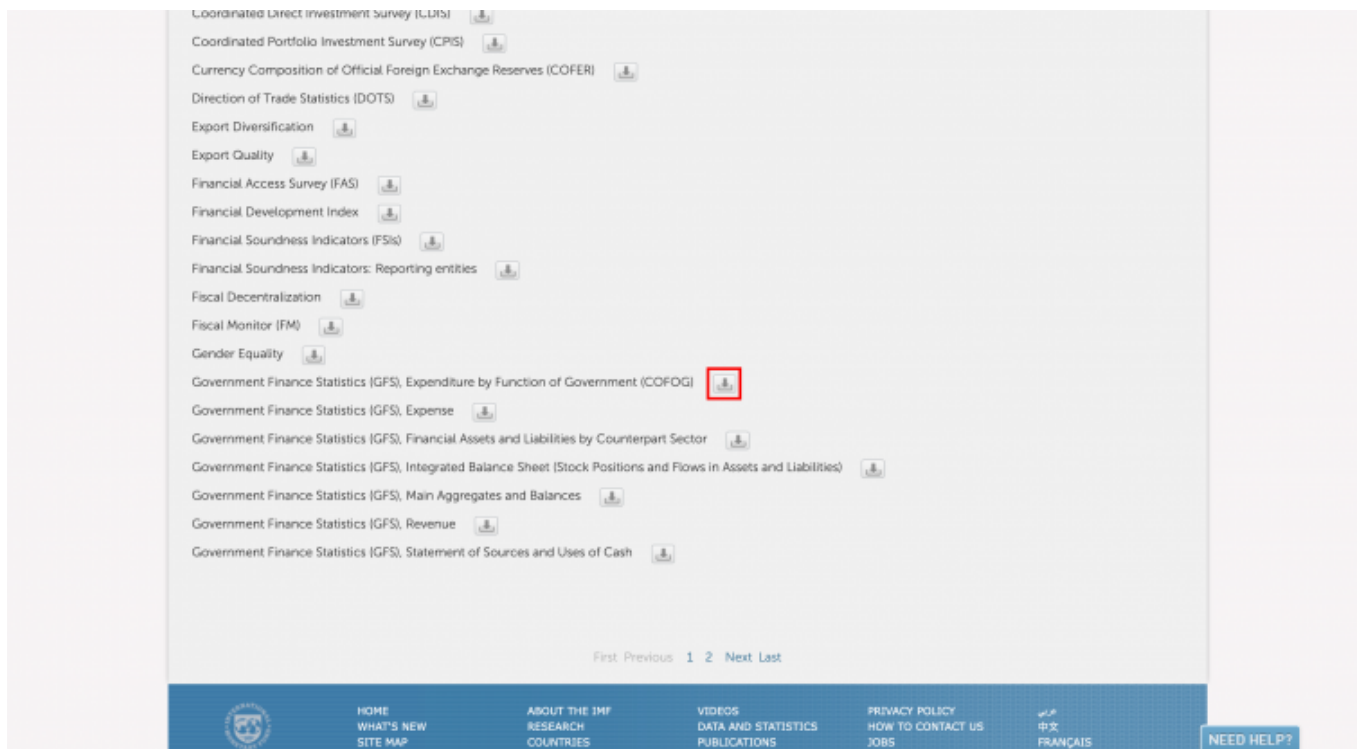 Coordinated Direct Investment Survey (CDIS)
Coordinated Portfolio Investment Survey (CPIS)
Currency Composition of Official Foreign Exchange Reserves (COFER)
Direction of Trade Statistics (DOTS)
Export Diversification
Export Quality
Financial Access Survey (FAS)
Financial Development Index
Financial Soundness Indicators (FSIs)
Financial Soundness Indicators: Reporting entities
Fiscal Decentralization
Fiscal Monitor (FM)
Gender Equality
Government Finance Statistics (GFS), Expenditure by Function of Government (COFOG)
Government Finance Statistics (GFS), Expense
Government Finance Statistics (GFS), Financial Assets and Liabilities by Counterpart Sector
Government Finance Statistics (GFS), Integrated Balance Sheet (Stock Positions and Flows in Assets and Liabilities)
Government Finance Statistics (GFS), Main Aggregates and Balances
Government Finance Statistics (GFS), Revenue
Government Finance Statistics (GFS), Statement of Sources and Uses of Cash
First Previous 1 2 Next Last
HOME ABOUT THE IMF VIDEOS PRIVACY POLICY عربي
WHAT'S NEW RESEARCH DATA AND STATISTICS HOW TO CONTACT US 中文
SITE MAP COUNTRIES PUBLICATIONS JOBS FRANÇAIS NEED HELP?